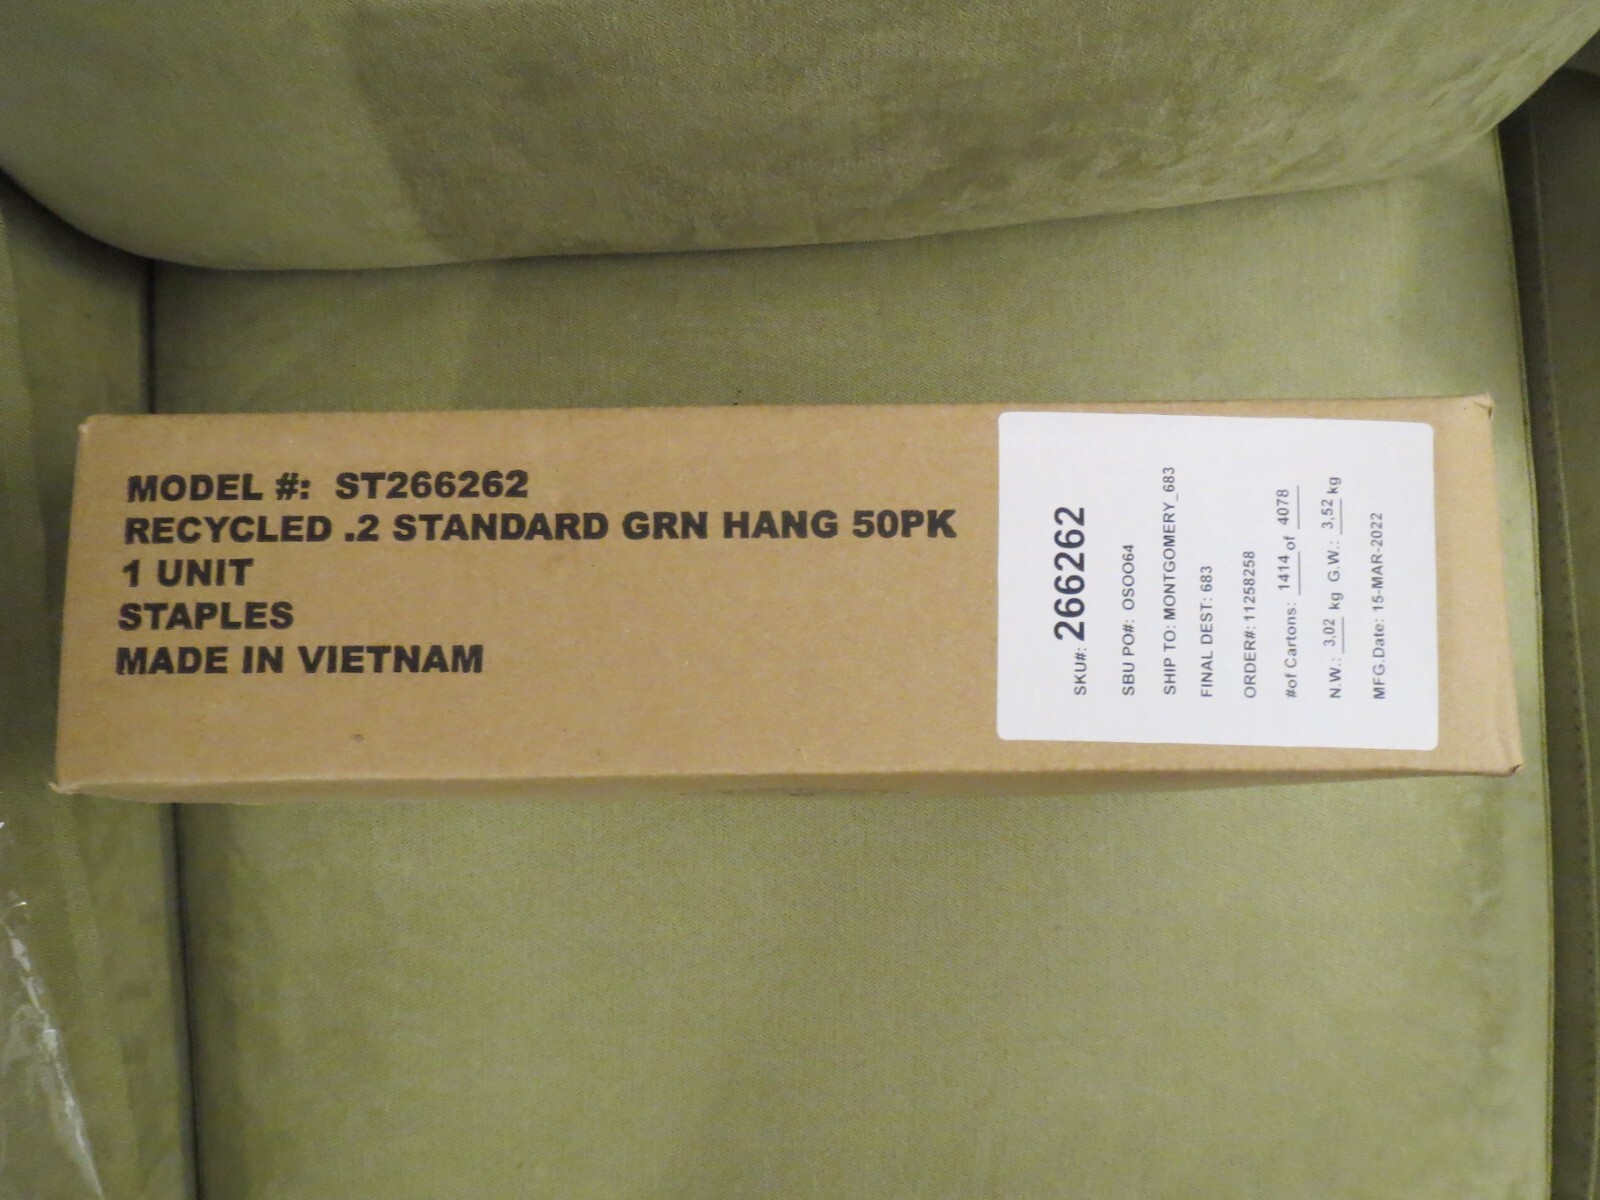 MODEL #: ST266262
RECYCLED .2 STANDARD GRN HANG 50PK
1 UNIT
STAPLES
MADE IN VIETNAM
SKU#: 266262
SBU PO#: OSOO64
SHIP TO: MONTGOMERY_683
FINAL DEST: 683
ORDER#: 11258258
#of Cartons: 1414 of 4078
N.W.: 3,02 kg G.W.: 3,52 kg
MFG.Date: 15-MAR-2022